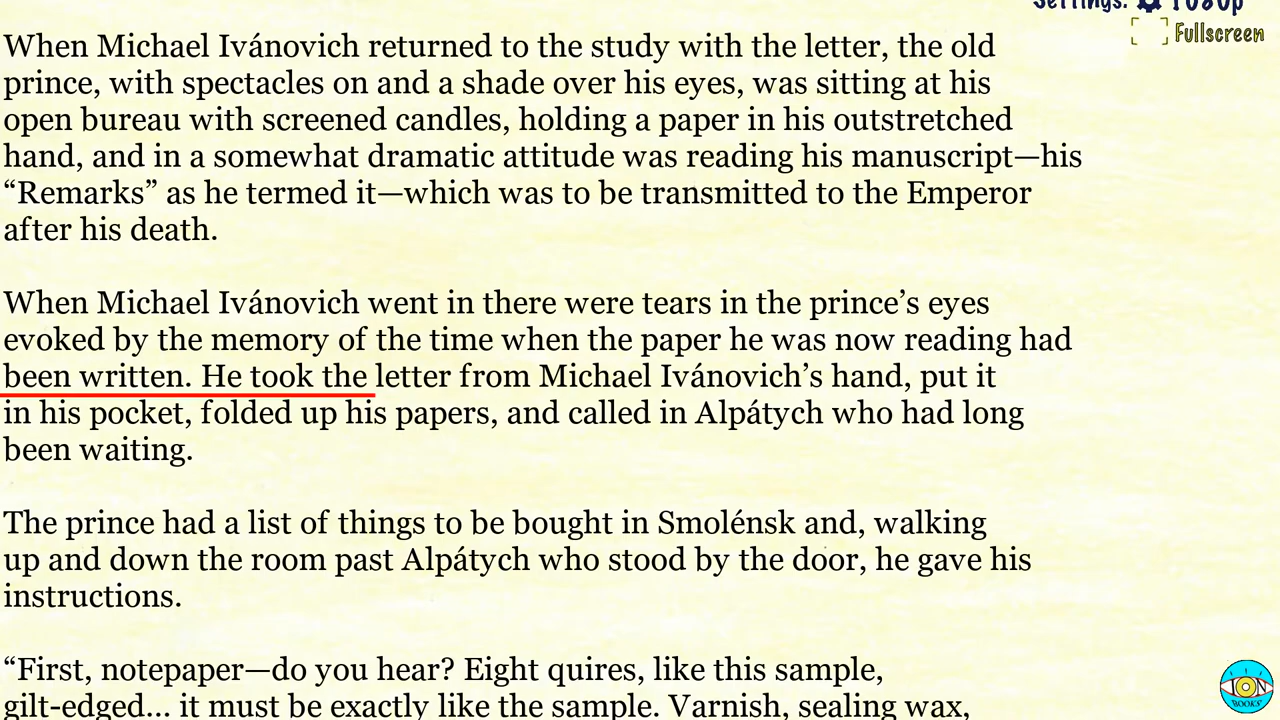 Settings: 1080p
Fullscreen
When Michael Ivánovich returned to the study with the letter, the old
prince, with spectacles on and a shade over his eyes, was sitting at his
open bureau with screened candles, holding a paper in his outstretched
hand, and in a somewhat dramatic attitude was reading his manuscript—his
“Remarks” as he termed it—which was to be transmitted to the Emperor
after his death.
When Michael Ivánovich went in there were tears in the prince’s eyes
evoked by the memory of the time when the paper he was now reading had
been written. He took the letter from Michael Ivánovich’s hand, put it
in his pocket, folded up his papers, and called in Alpátych who had long
been waiting.
The prince had a list of things to be bought in Smolénsk and, walking
up and down the room past Alpátych who stood by the door, he gave his
instructions.
“First, notepaper—do you hear? Eight quires, like this sample,
gilt-edged... it must be exactly like the sample. Varnish, sealing wax,
ION
BOOKS